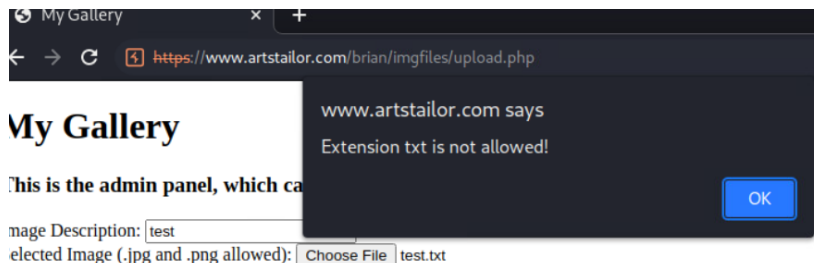 My Gallery
https://www.artstailor.com/brian/imgfiles/upload.php
www.artstailor.com says
Extension txt is not allowed!
OK
My Gallery
This is the admin panel, which ca
mage Description: test
elected Image (.jpg and .png allowed): Choose File test.txt